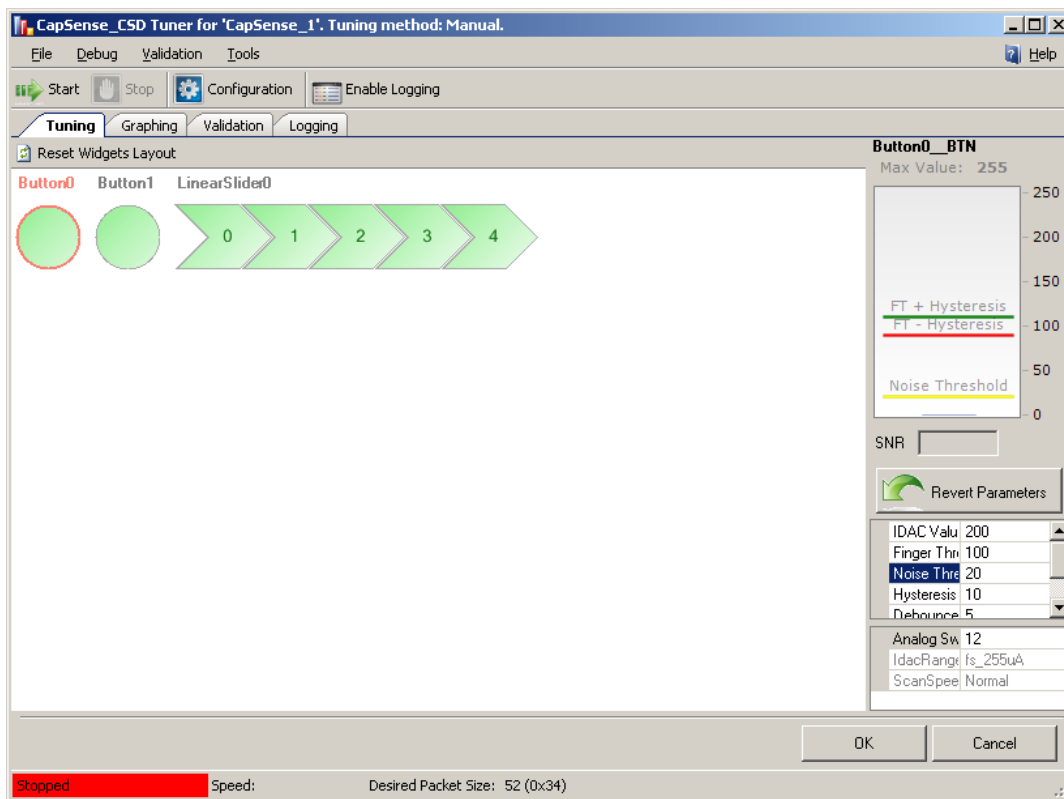 CapSense_CSD Tuner for 'CapSense_1'. Tuning method: Manual.
File Debug Validation Tools Help
Start Stop Configuration Enable Logging
Tuning Graphing Validation Logging
Reset Widgets Layout
Button0__BTN
Max Value: 255
Button0 Button1 LinearSlider0
0 1 2 3 4
250
200
150
FT + Hysteresis
FT - Hysteresis
100
50
Noise Threshold
0
SNR
Revert Parameters
IDAC Valu 200
Finger Thr 100
Noise Thre 20
Hysteresis 10
Debounce 5
Analog Sw 12
IdacRange fs_255uA
ScanSpee Normal
OK Cancel
Stopped Speed: Desired Packet Size: 52 (0x34)